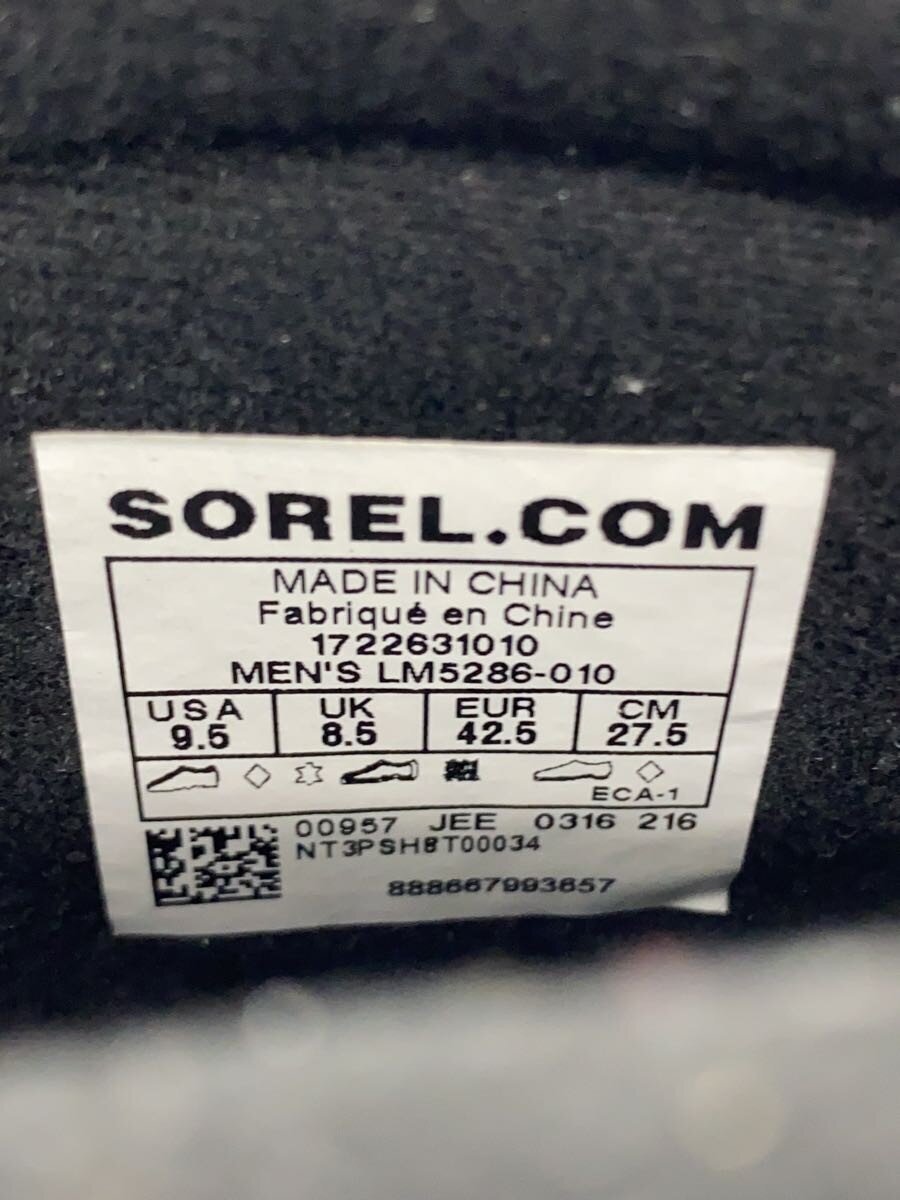 SOREL.COM
MADE IN CHINA
Fabriqué en Chine
1722631010
MEN'S LM5286-010
USA UK EUR CM
9.5 8.5 42.5 27.5
ECA-1
00957 JEE 0316 216
NT3PSH8T00034
888667993657